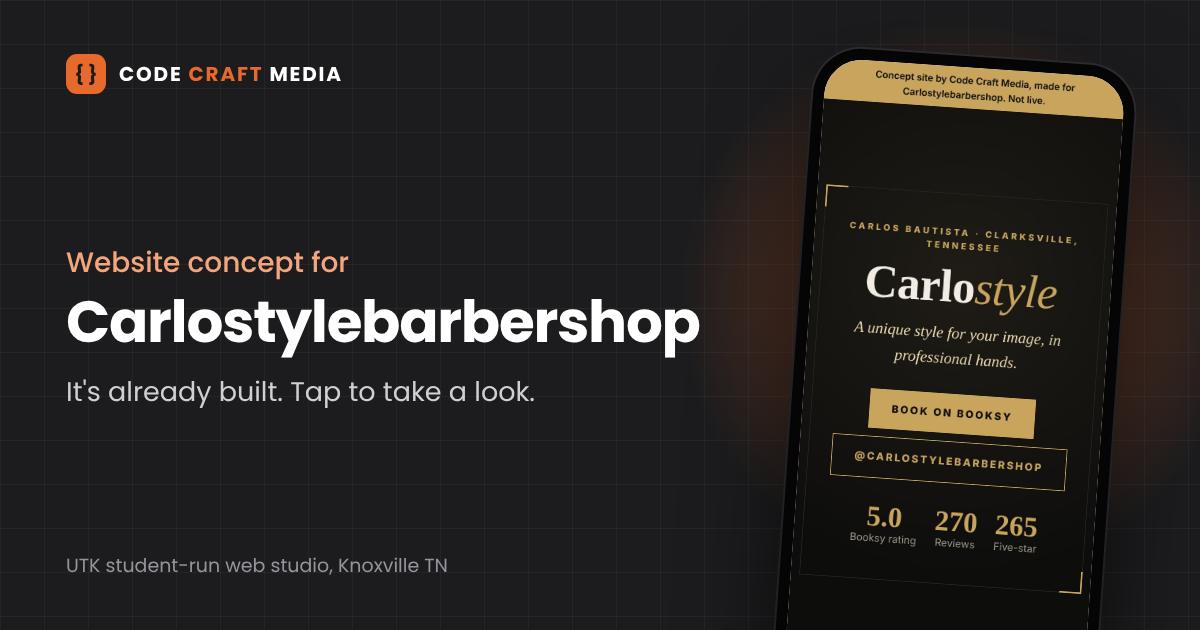 { } CODE CRAFT MEDIA
Website concept for
Carlostylebarbershop
It's already built. Tap to take a look.
UTK student-run web studio, Knoxville TN
Concept site by Code Craft Media, made for
Carlostylebarbershop. Not live.
CARLOS BAUTISTA · CLARKSVILLE,
TENNESSEE
Carlostyle
A unique style for your image, in
professional hands.
BOOK ON BOOKSY
@CARLOSTYLEBARBERSHOP
5.0 270 265
Booksy rating Reviews Five-star